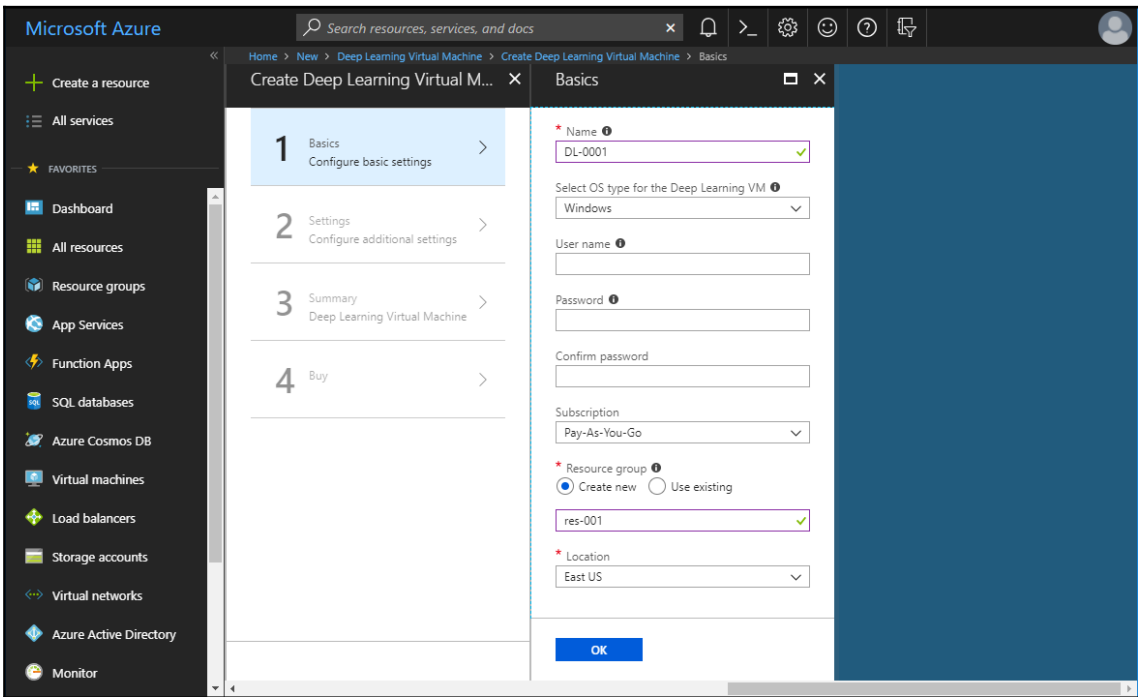 Microsoft Azure
Search resources, services, and docs
Home > New > Deep Learning Virtual Machine > Create Deep Learning Virtual Machine > Basics
Create a resource
All services
FAVORITES
Dashboard
All resources
Resource groups
App Services
Function Apps
SQL databases
Azure Cosmos DB
Virtual machines
Load balancers
Storage accounts
Virtual networks
Azure Active Directory
Monitor
Create Deep Learning Virtual M...
1
Basics
Configure basic settings
2
Settings
Configure additional settings
3
Summary
Deep Learning Virtual Machine
4
Buy
Basics
* Name
DL-0001
Select OS type for the Deep Learning VM
Windows
User name
Password
Confirm password
Subscription
Pay-As-You-Go
* Resource group
Create new Use existing
res-001
* Location
East US
OK